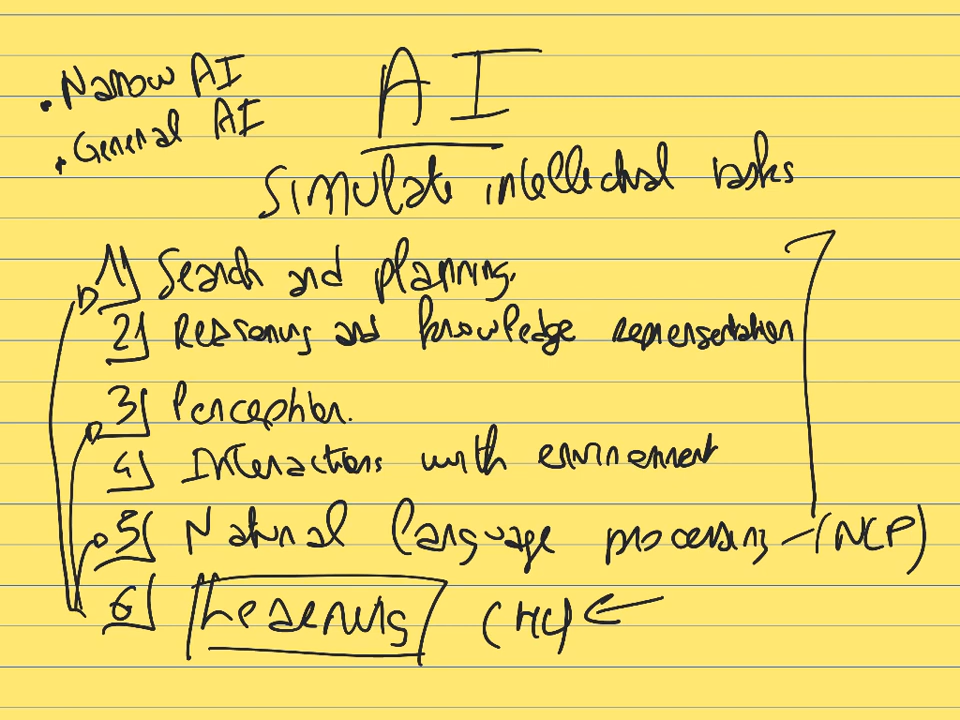 • Narrow AI
• General AI
AI
Simulate intellectual tasks
1) Search and planning.
2) Reasoning and knowledge representation
3) Perception.
4) Interactions with environment
5) Natural language processing - (NLP)
6) Learning (ML) ←